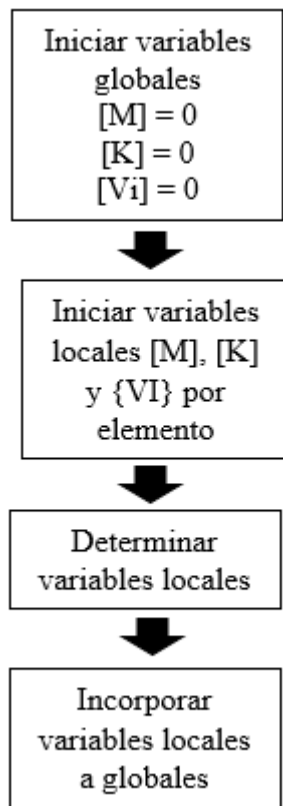 Iniciar variables
globales
[M] = 0
[K] = 0
[Vi] = 0
Iniciar variables
locales [M], [K]
y {VI} por
elemento
Determinar
variables locales
Incorporar
variables locales
a globales